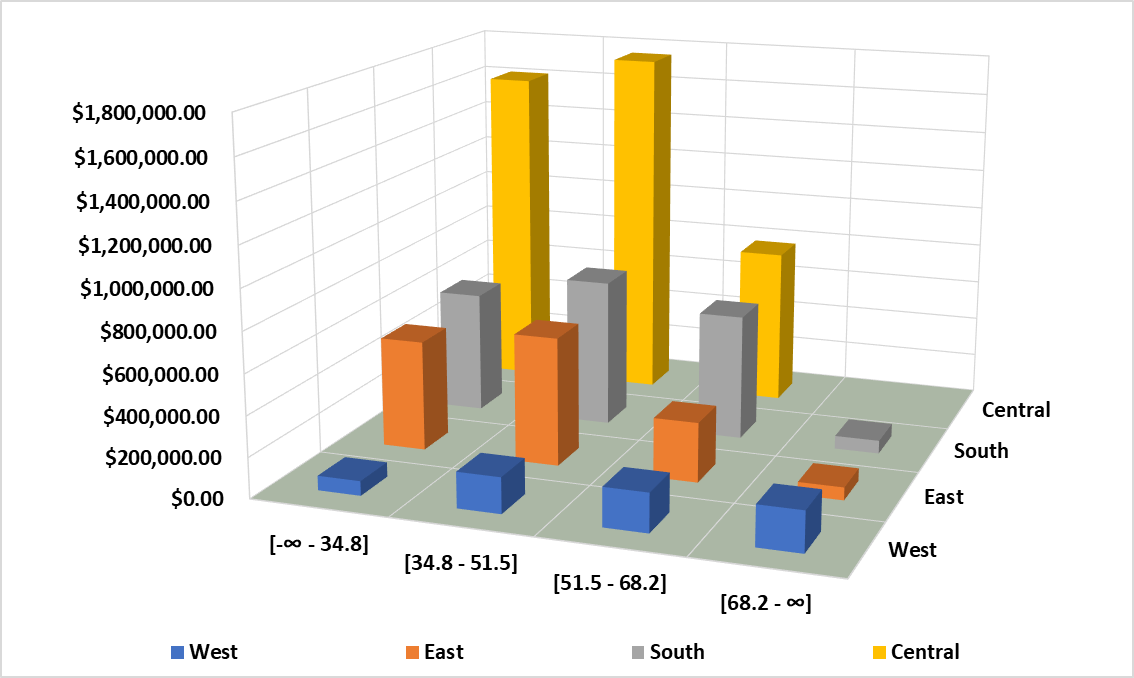 $1,800,000.00
$1,600,000.00
$1,400,000.00
$1,200,000.00
$1,000,000.00
$800,000.00
$600,000.00
$400,000.00
$200,000.00
$0.00
[-∞ - 34.8]
[34.8 - 51.5]
[51.5 - 68.2]
[68.2 - ∞]
Central
South
East
West
West East South Central